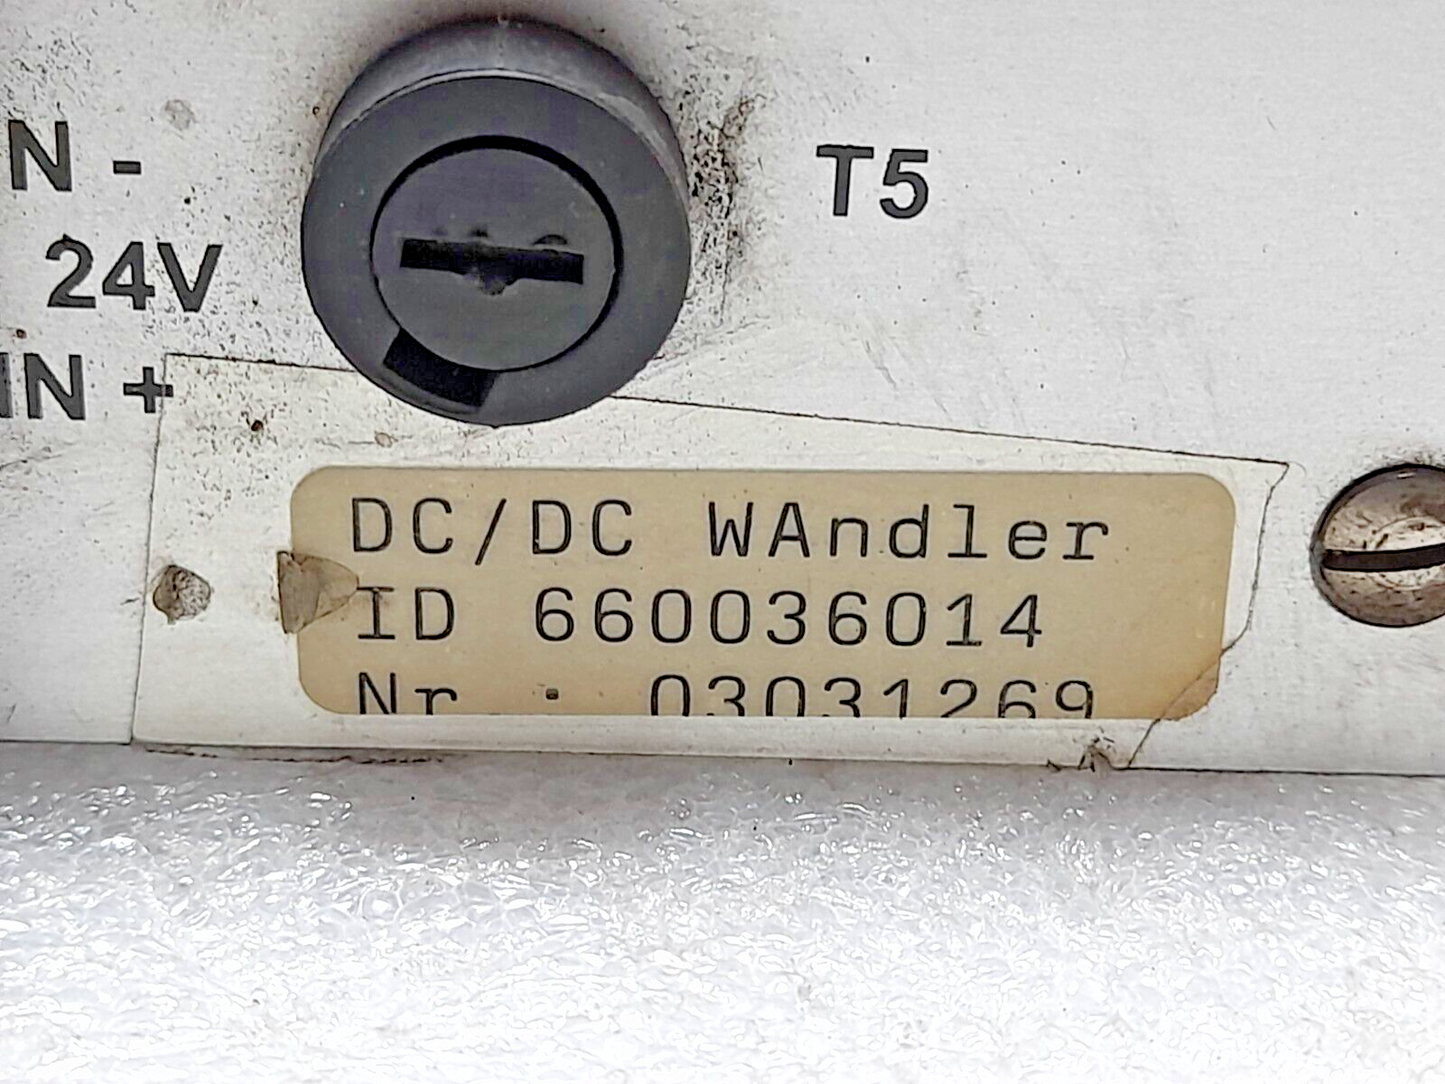 N -
T5
24V
IN +
DC/DC WAndler
ID 660036014
Nr : 03031269